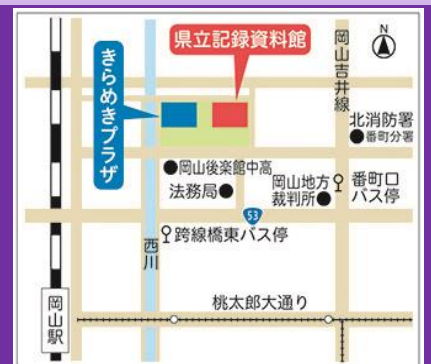 県立記録資料館
きらめきプラザ
岡山吉井線
N
北消防署
●番町分署
●岡山後楽館中高
法務局●
岡山地方
裁判所●
番町口
バス停
53
跨線橋東バス停
西川
岡山駅
桃太郎大通り